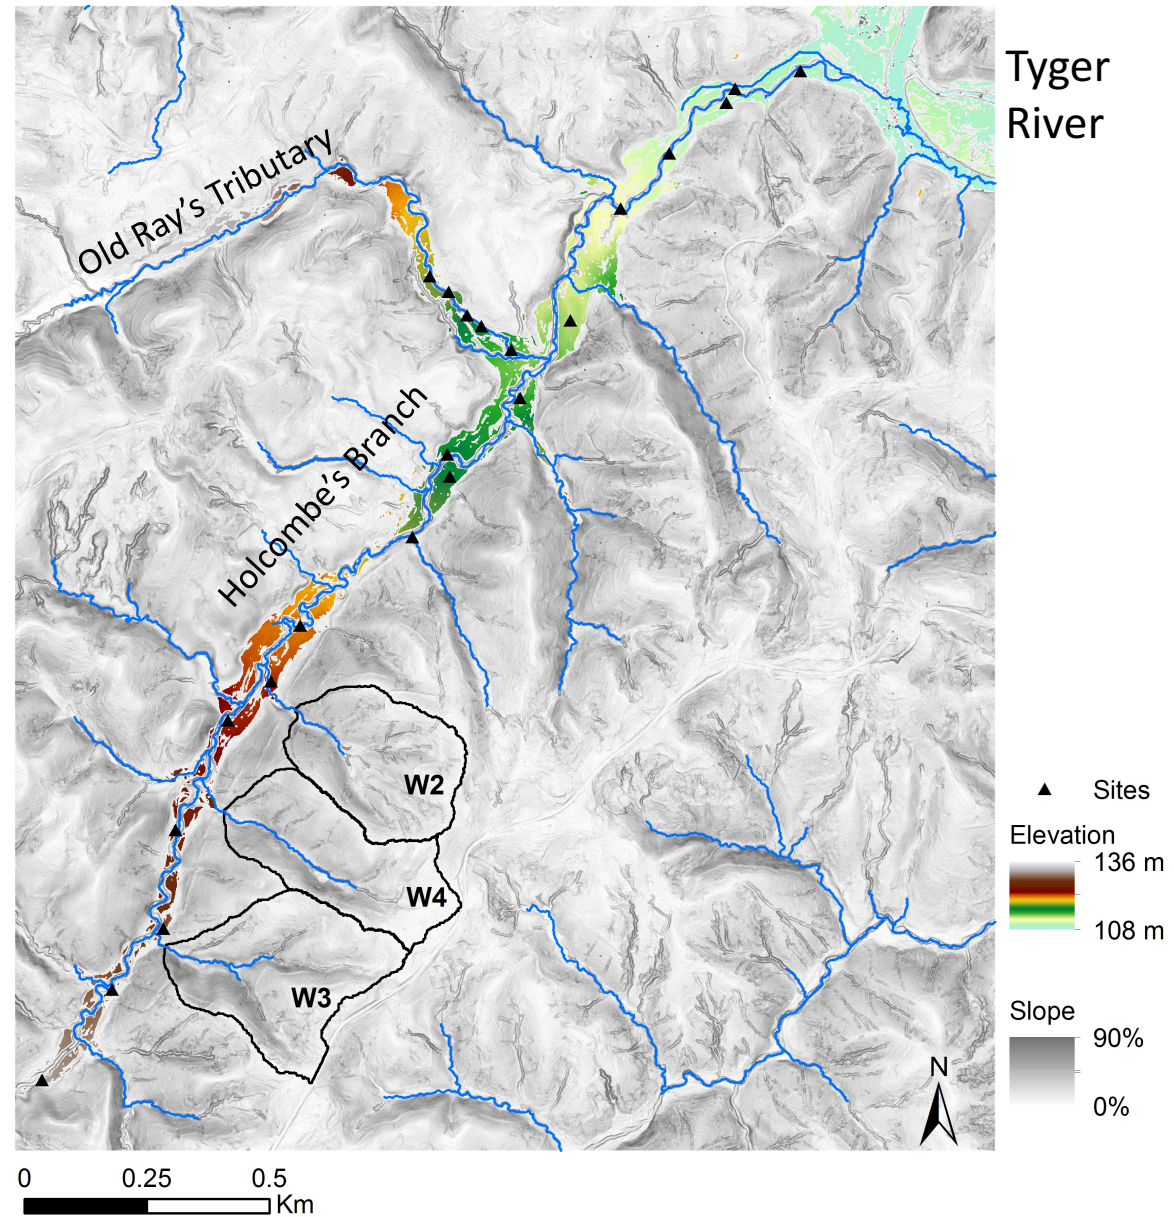 Tyger
River
Old Ray's Tributary
Holcombe's Branch
W2
W4
W3
Sites
Elevation
136 m
108 m
Slope
90%
0%
N
0 0.25 0.5
Km